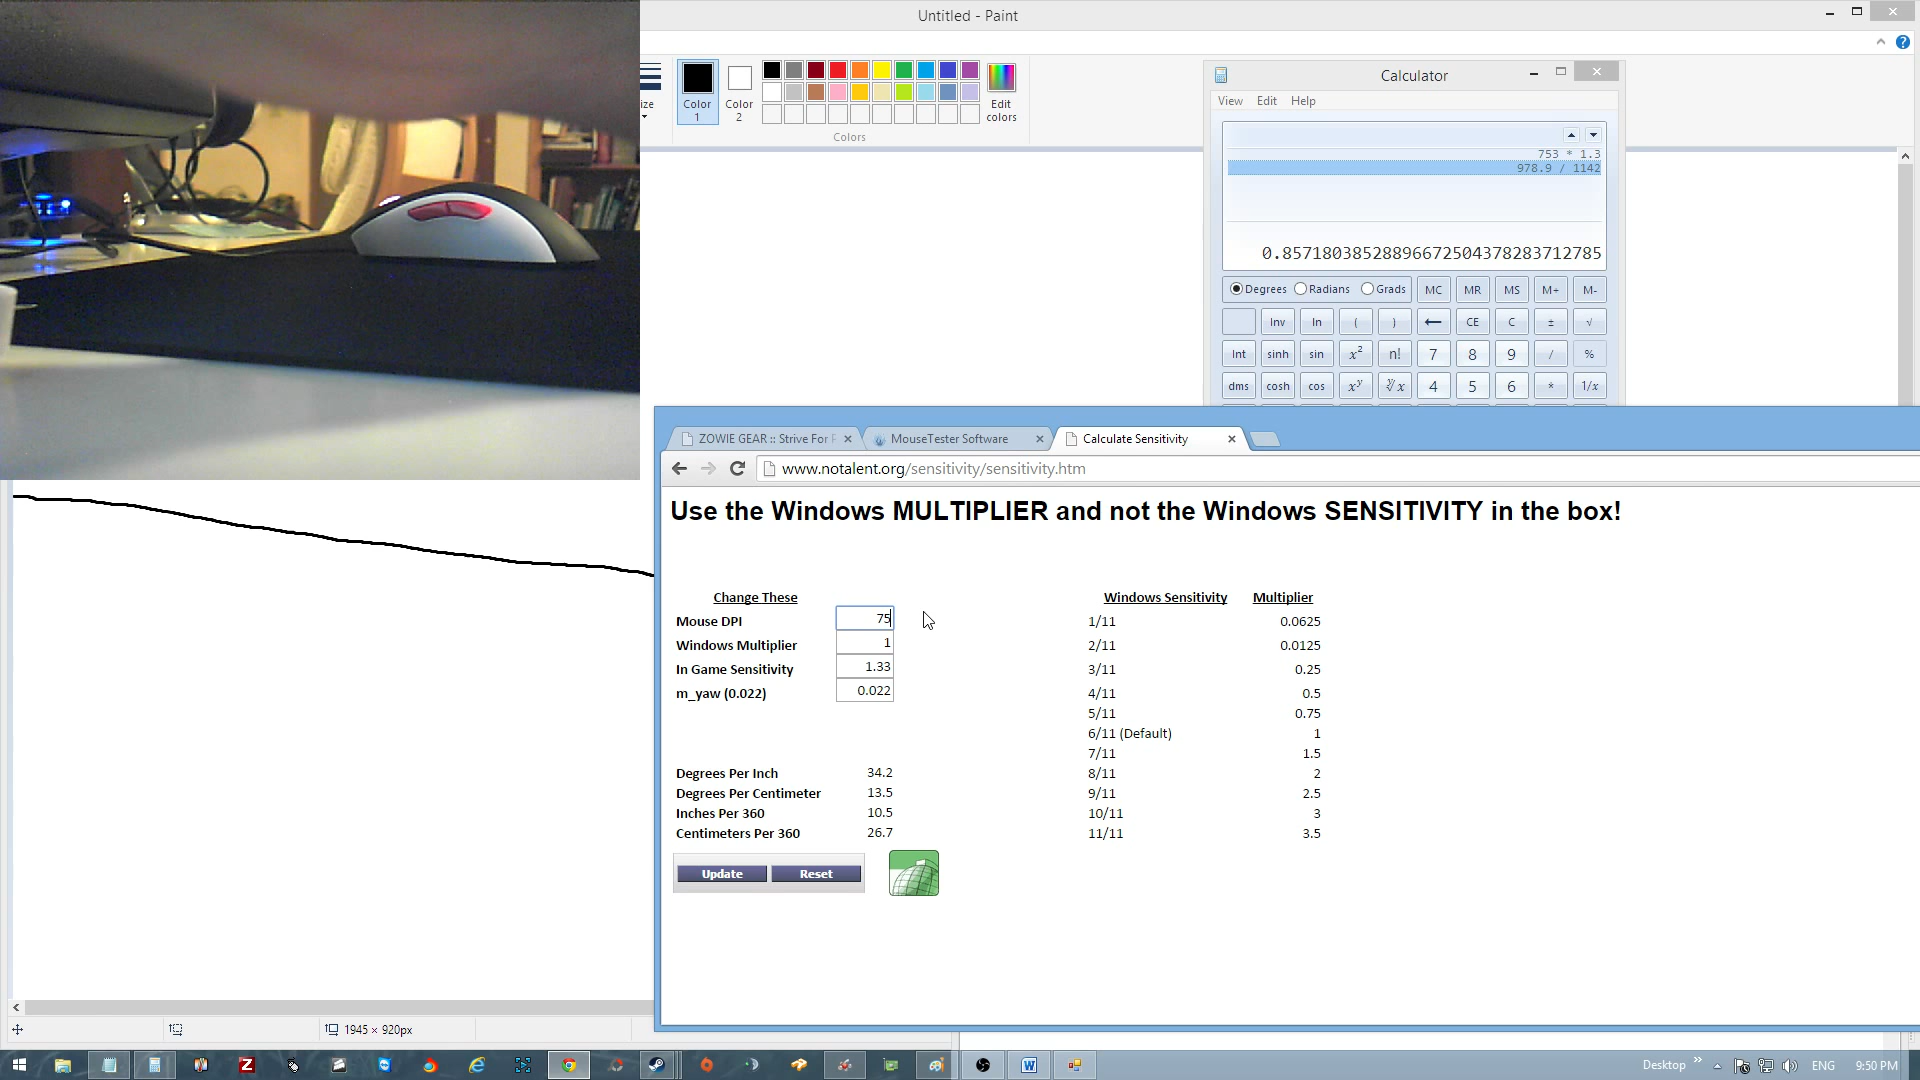 Untitled - Paint
ize
Color
1
Color
2
Edit
colors
Colors
Calculator
View Edit Help
753 * 1.3
978.9 / 1142
0.85718038528896672504378283712785
Degrees Radians Grads MC MR MS M+ M-
Inv ln ( ) ← CE C ± √
Int sinh sin x² n! 7 8 9 / %
dms cosh cos xʸ ʸ√x 4 5 6 * 1/x
ZOWIE GEAR :: Strive For P MouseTester Software Calculate Sensitivity
www.notalent.org/sensitivity/sensitivity.htm
Use the Windows MULTIPLIER and not the Windows SENSITIVITY in the box!
Change These Windows Sensitivity Multiplier
Mouse DPI 75 1/11 0.0625
Windows Multiplier 1 2/11 0.0125
In Game Sensitivity 1.33 3/11 0.25
m_yaw (0.022) 0.022 4/11 0.5
5/11 0.75
6/11 (Default) 1
7/11 1.5
Degrees Per Inch 34.2 8/11 2
Degrees Per Centimeter 13.5 9/11 2.5
Inches Per 360 10.5 10/11 3
Centimeters Per 360 26.7 11/11 3.5
Update Reset
1945 × 920px
Desktop ENG 9:50 PM